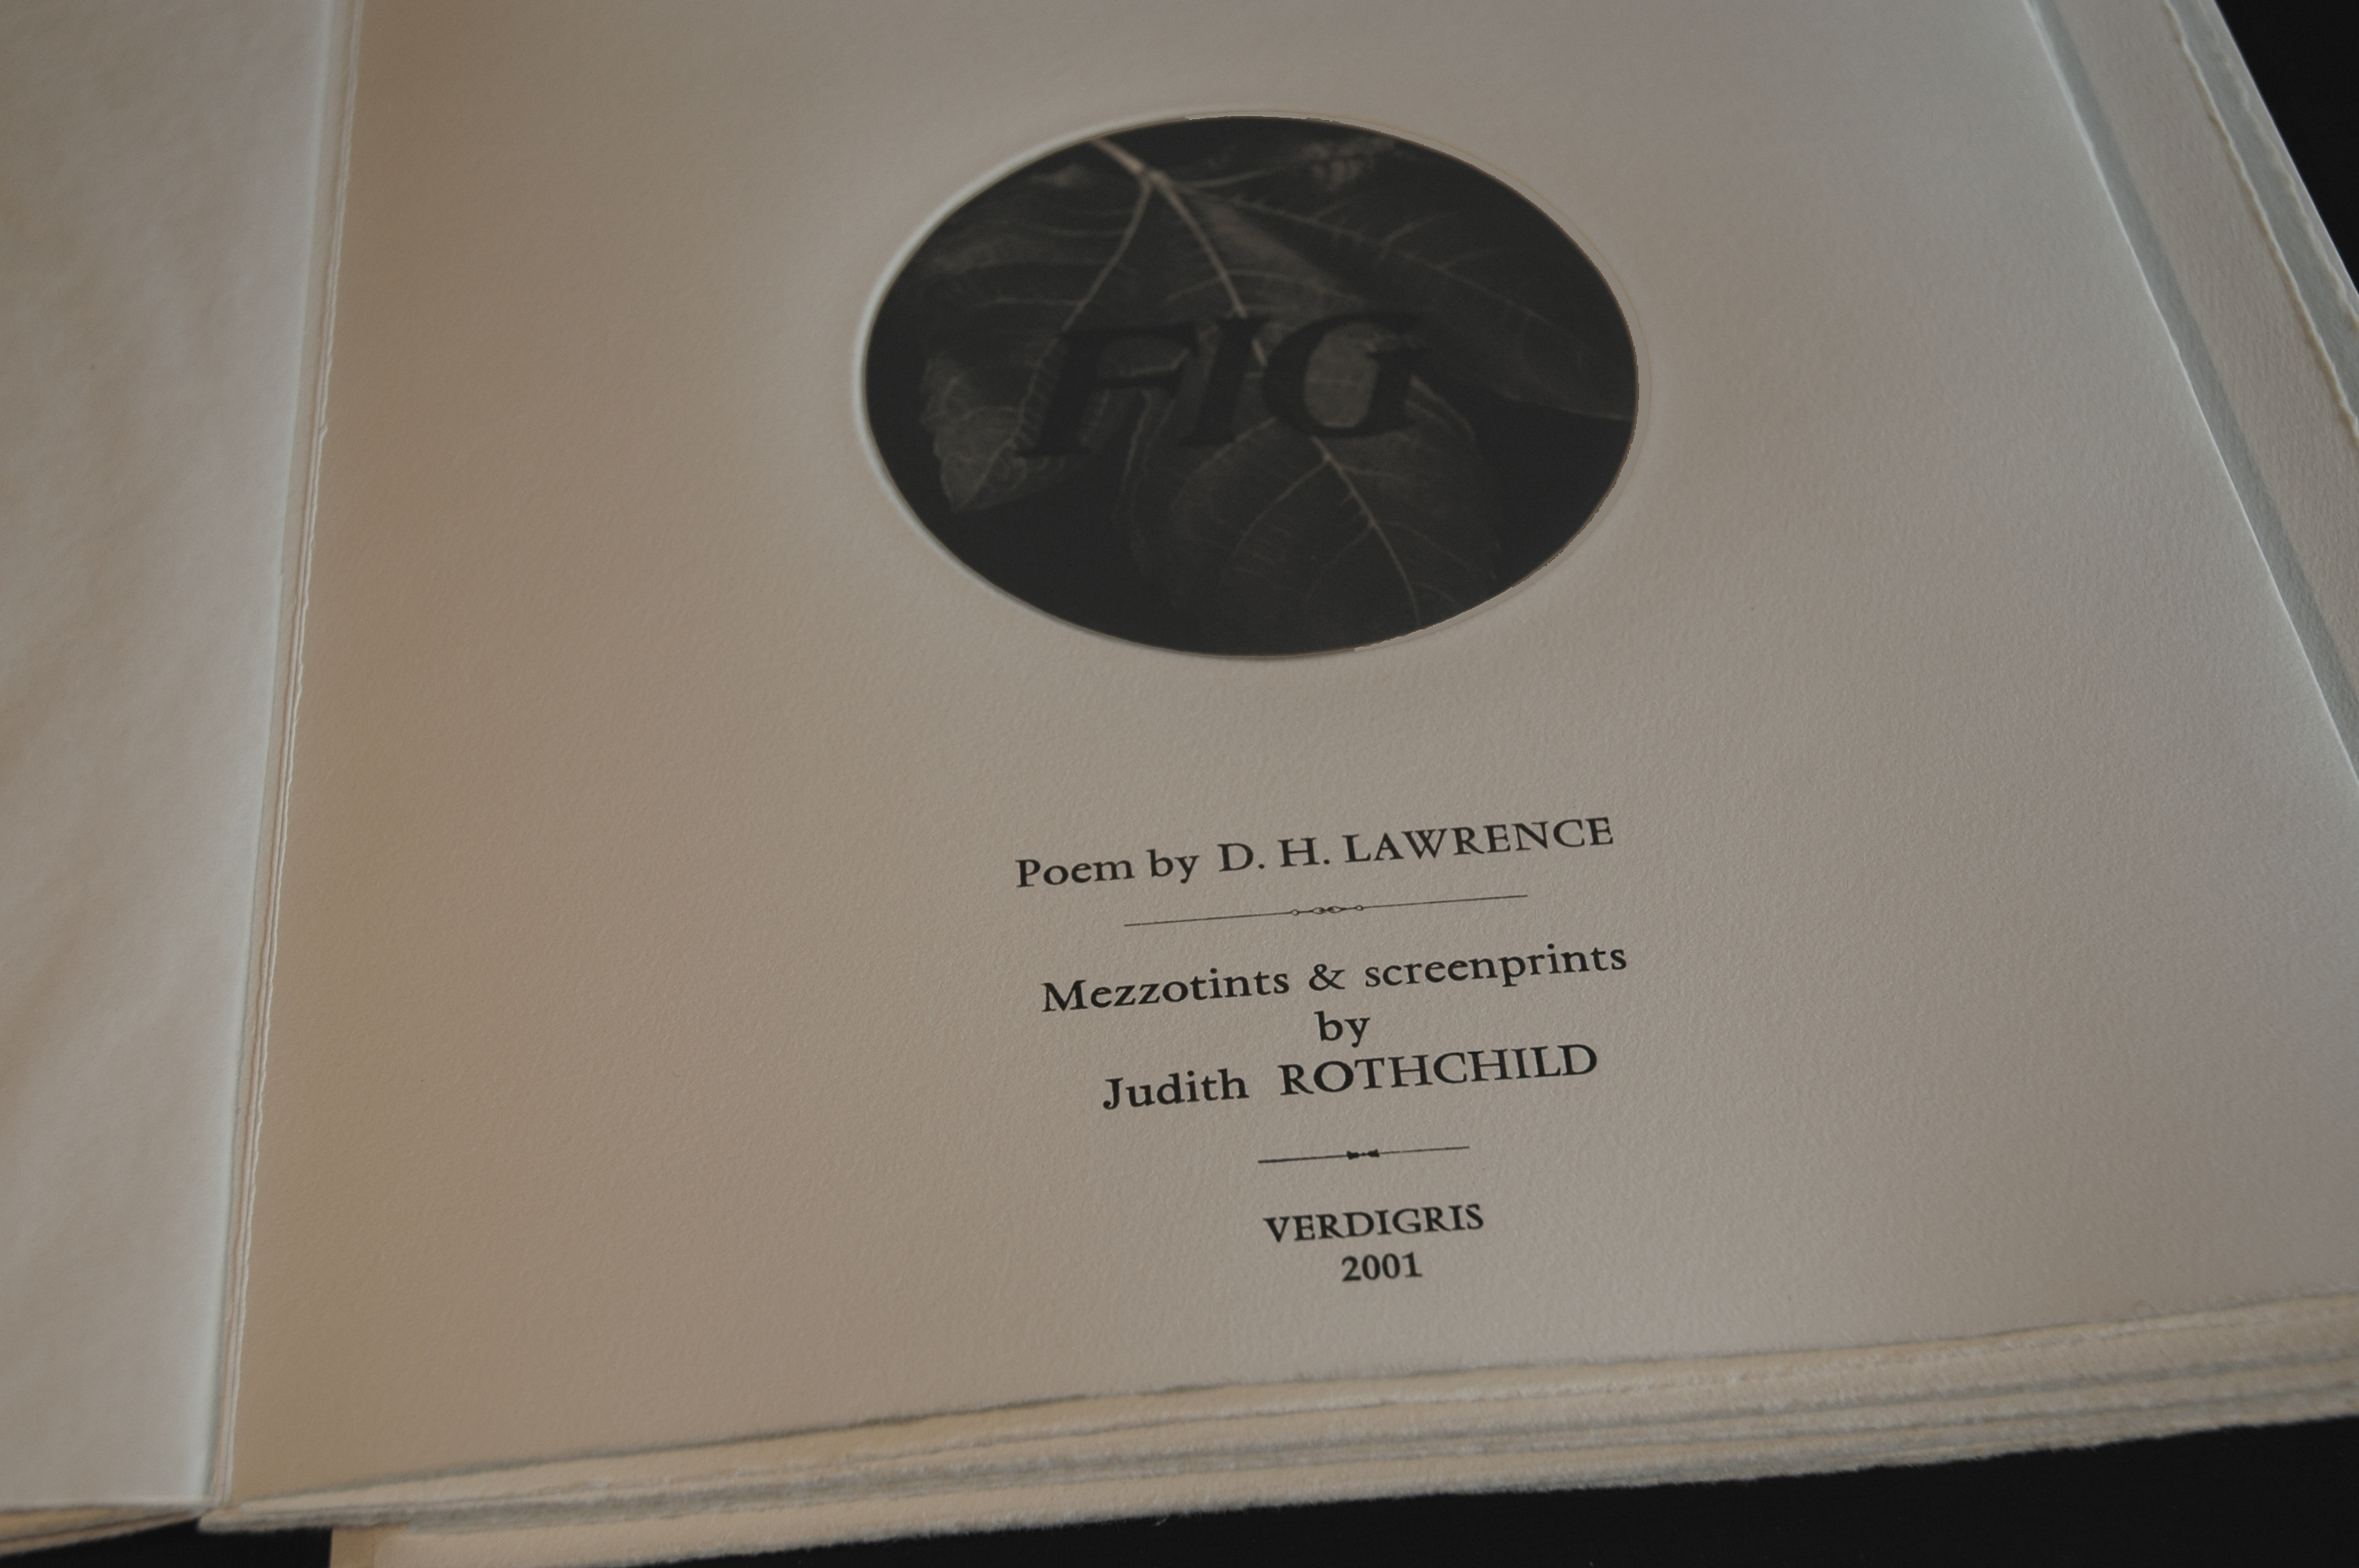 FIG
Poem by D. H. LAWRENCE
Mezzotints & screenprints
by
Judith ROTHCHILD
VERDIGRIS
2001